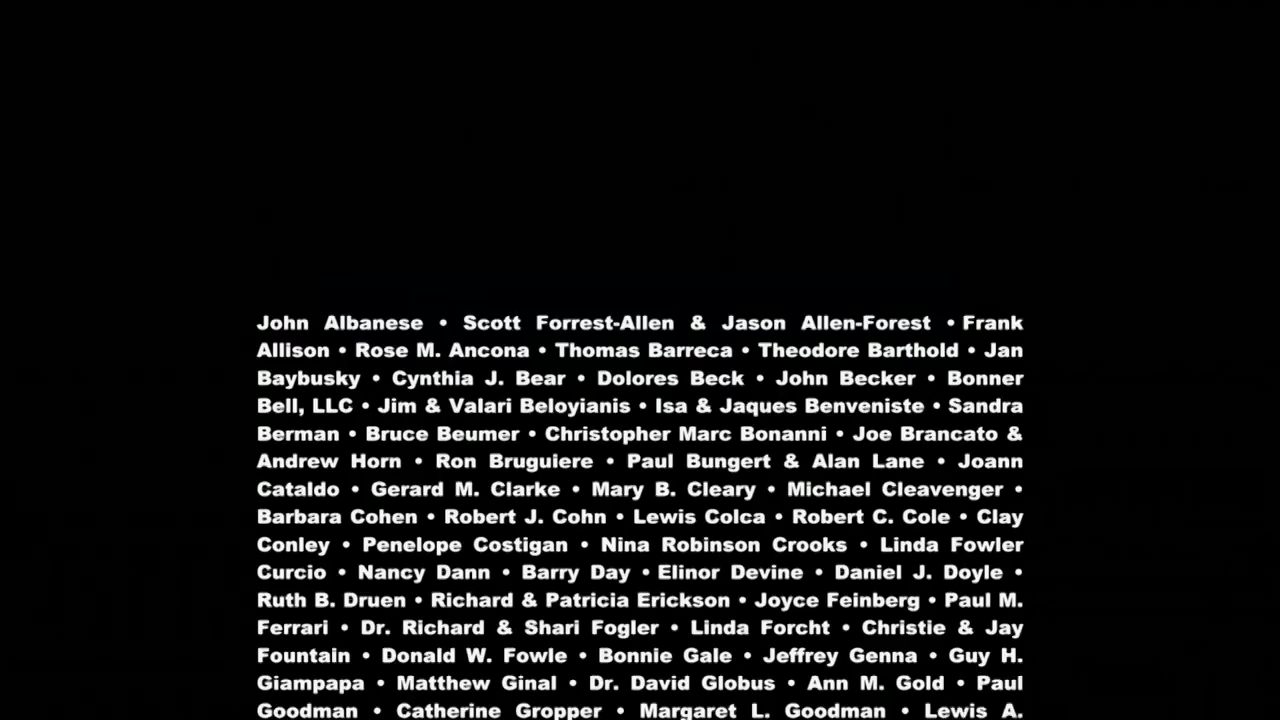 John Albanese • Scott Forrest-Allen & Jason Allen-Forest • Frank
Allison • Rose M. Ancona • Thomas Barreca • Theodore Barthold • Jan
Baybusky • Cynthia J. Bear • Dolores Beck • John Becker • Bonner
Bell, LLC • Jim & Valari Beloyianis • Isa & Jaques Benveniste • Sandra
Berman • Bruce Beumer • Christopher Marc Bonanni • Joe Brancato &
Andrew Horn • Ron Bruguiere • Paul Bungert & Alan Lane • Joann
Cataldo • Gerard M. Clarke • Mary B. Cleary • Michael Cleavenger •
Barbara Cohen • Robert J. Cohn • Lewis Colca • Robert C. Cole • Clay
Conley • Penelope Costigan • Nina Robinson Crooks • Linda Fowler
Curcio • Nancy Dann • Barry Day • Elinor Devine • Daniel J. Doyle •
Ruth B. Druen • Richard & Patricia Erickson • Joyce Feinberg • Paul M.
Ferrari • Dr. Richard & Shari Fogler • Linda Forcht • Christie & Jay
Fountain • Donald W. Fowle • Bonnie Gale • Jeffrey Genna • Guy H.
Giampapa • Matthew Ginal • Dr. David Globus • Ann M. Gold • Paul
Goodman • Catherine Gropper • Margaret L. Goodman • Lewis A.